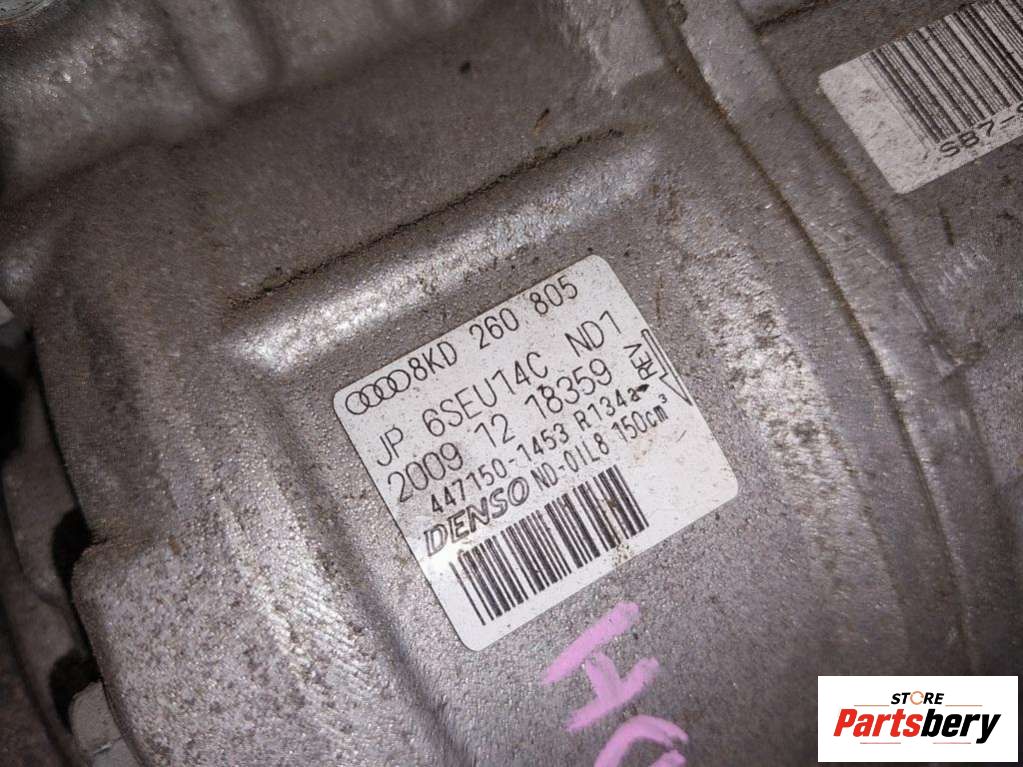 8KD 260 805
JP 6SEU14C ND1
2009 12 18359
447150-1453 R134a
DENSO ND-OIL8 150cm³
REV
SB7-
H
STORE
Partsbery